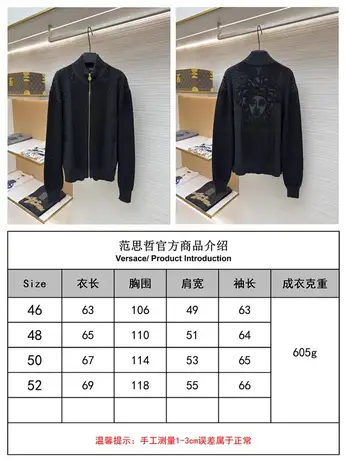 范思哲官方商品介绍
Versace/ Product Introduction
Size 衣长 胸围 肩宽 袖长 成衣克重
46 63 106 49 63
48 65 110 51 64
605g
50 67 114 53 65
52 69 118 55 66
温馨提示：手工测量1-3cm误差属于正常